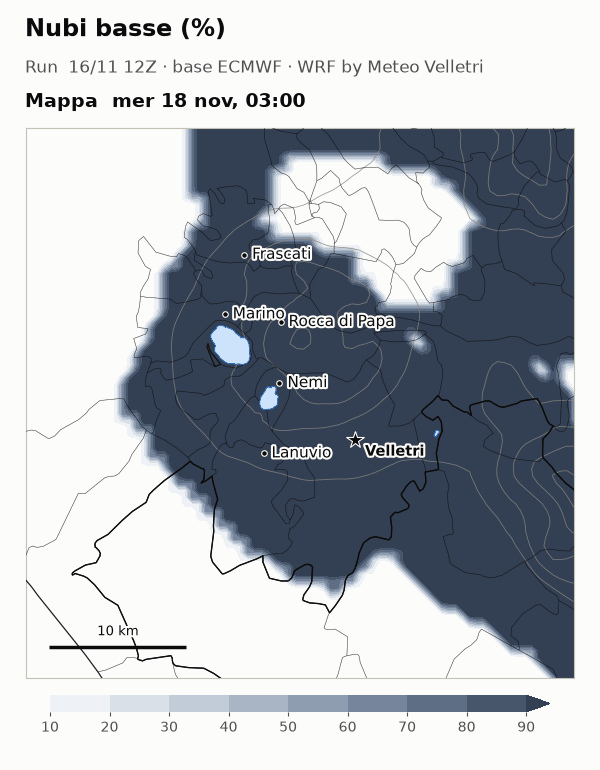 Nubi basse (%)
Run  16/11 12Z · base ECMWF · WRF by Meteo Velletri
Mappa  mer 18 nov, 03:00
Frascati
Marino
Rocca di Papa
Nemi
Velletri
Lanuvio
10 km
10 20 30 40 50 60 70 80 90